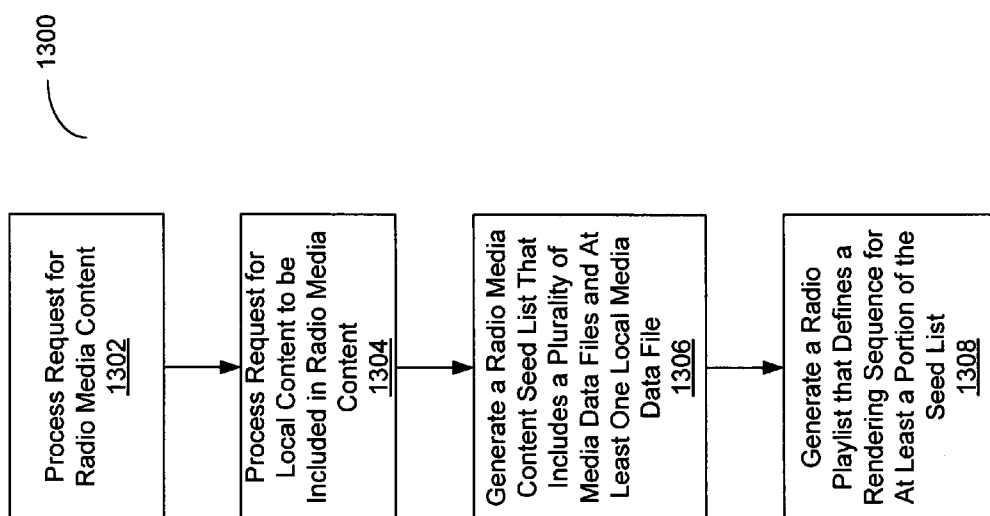 1300
Process Request for
Radio Media Content
1302
Process Request for
Local Content to be
Included in Radio Media
Content
1304
Generate a Radio Media
Content Seed List That
Includes a Plurality of
Media Data Files and At
Least One Local Media
Data File
1306
Generate a Radio
Playlist that Defines a
Rendering Sequence for
At Least a Portion of the
Seed List
1308